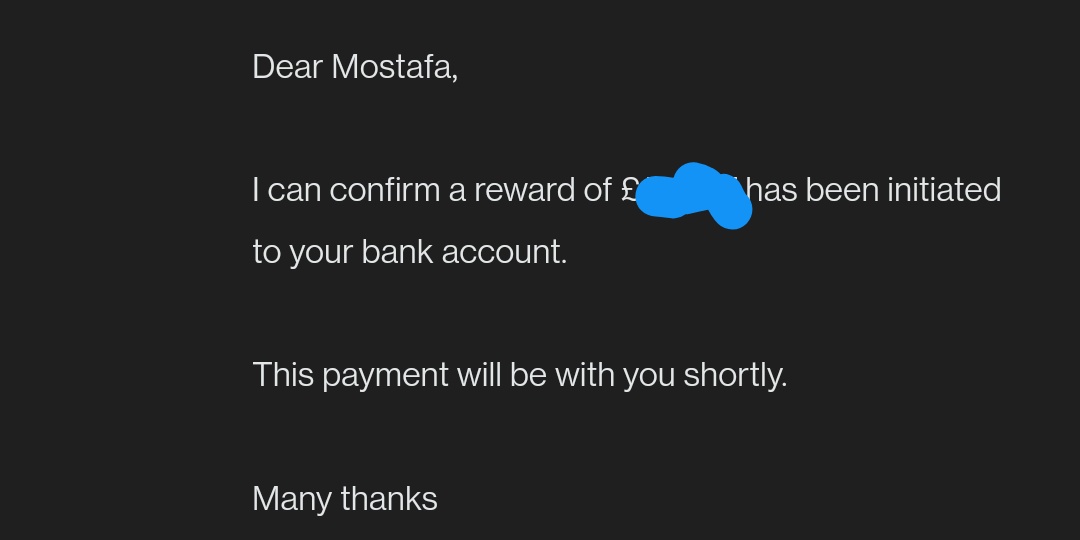 Dear Mostafa,
I can confirm a reward of £ has been initiated
to your bank account.
This payment will be with you shortly.
Many thanks